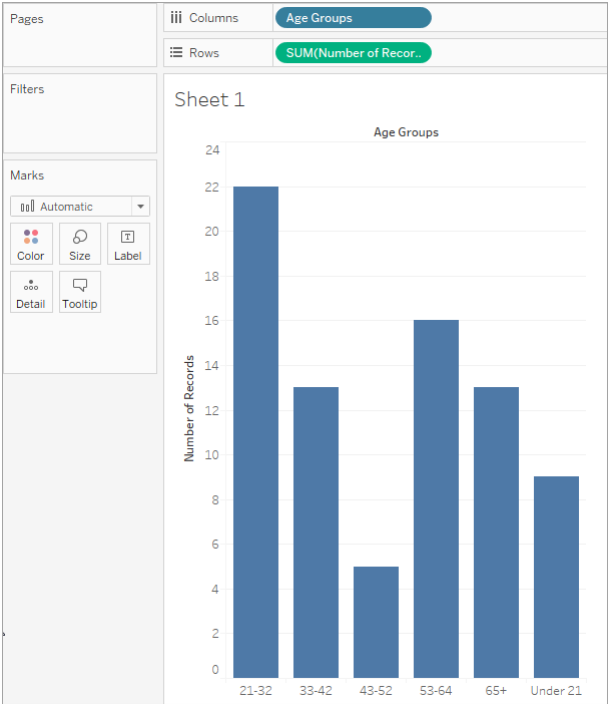 Pages
Columns
Age Groups
Rows
SUM(Number of Recor..
Filters
Marks
Automatic
Color
Size
T
Label
Detail
Tooltip
Sheet 1
Age Groups
24
22
20
18
16
14
12
10
8
6
4
2
0
Number of Records
21-32 33-42 43-52 53-64 65+ Under 21